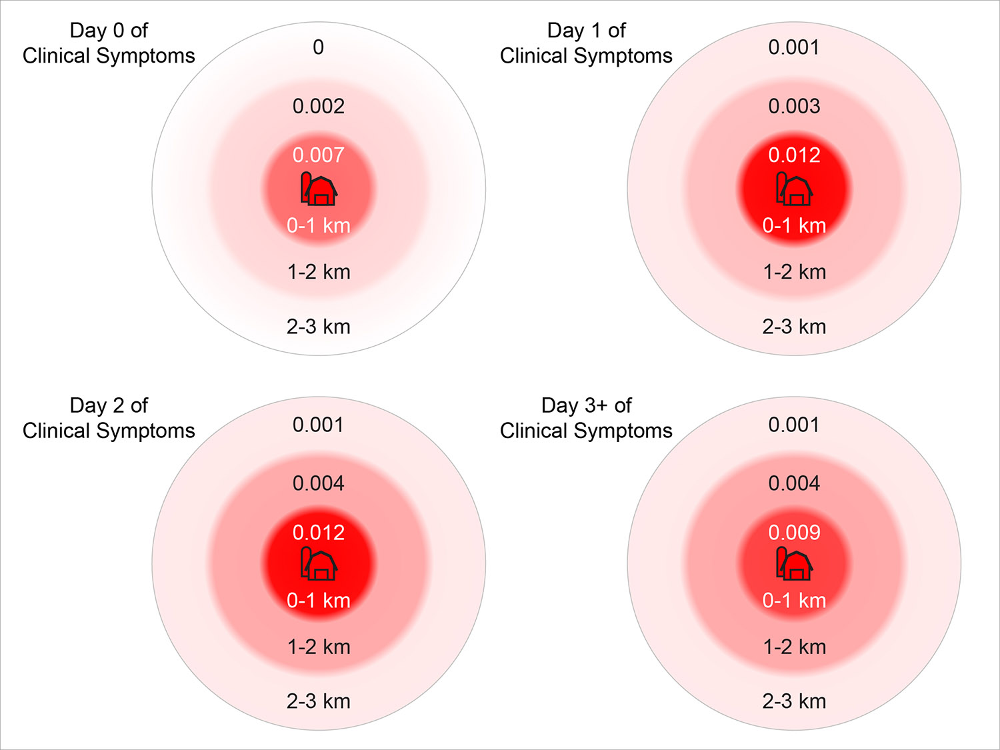 Day 0 of
Clinical Symptoms
0
0.002
0.007
0-1 km
1-2 km
2-3 km
Day 1 of
Clinical Symptoms
0.001
0.003
0.012
0-1 km
1-2 km
2-3 km
Day 2 of
Clinical Symptoms
0.001
0.004
0.012
0-1 km
1-2 km
2-3 km
Day 3+ of
Clinical Symptoms
0.001
0.004
0.009
0-1 km
1-2 km
2-3 km